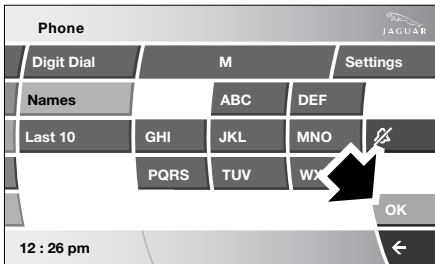 Phone
JAGUAR
Digit Dial M Settings
Names ABC DEF
Last 10 GHI JKL MNO
PQRS TUV
OK
12 : 26 pm